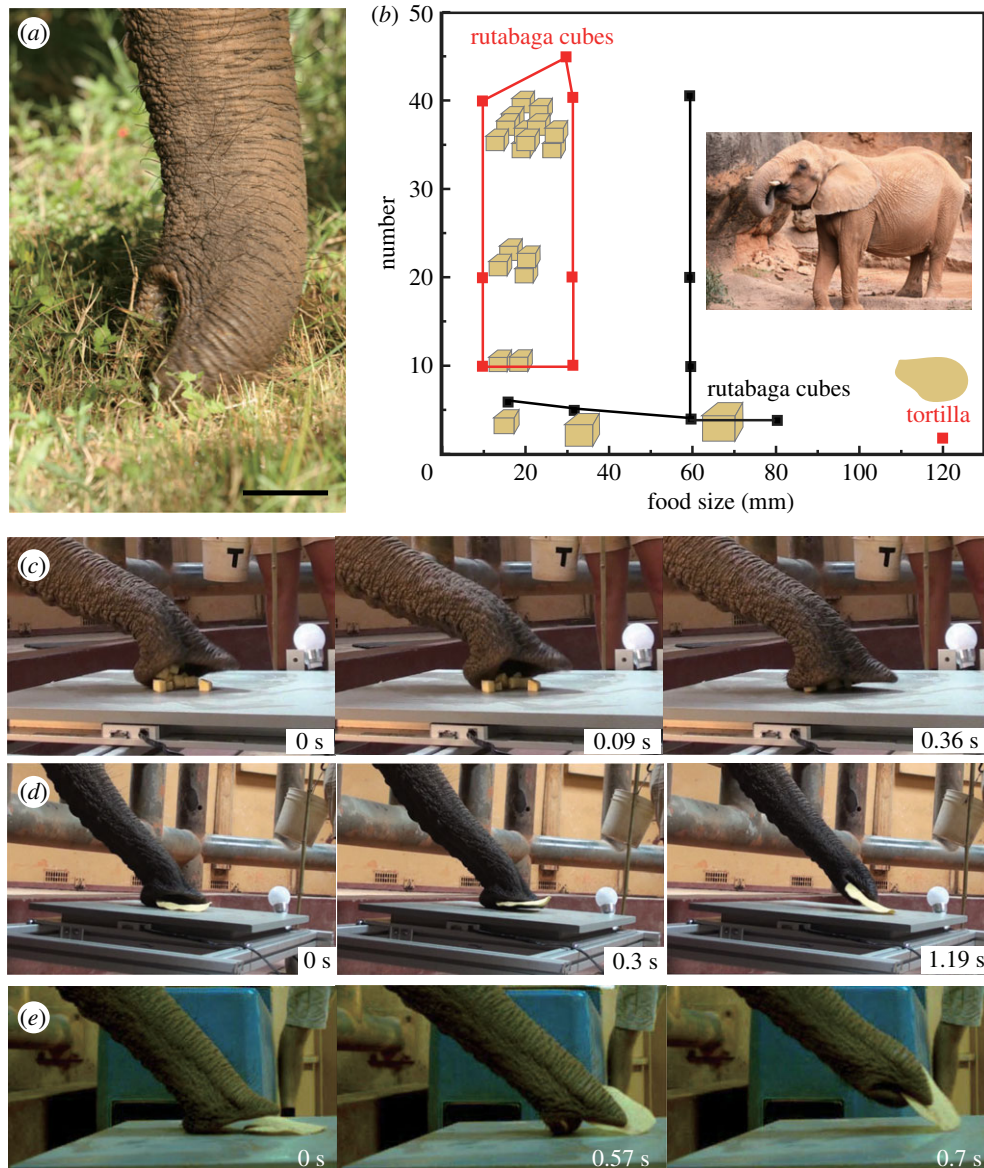 (a)
(b)
50
40
30
20
10
0
number
rutabaga cubes
rutabaga cubes
tortilla
20
40
60
80
100
120
food size (mm)
(c)
T
T
T
0 s
0.09 s
0.36 s
(d)
0 s
0.3 s
1.19 s
(e)
0 s
0.57 s
0.7 s